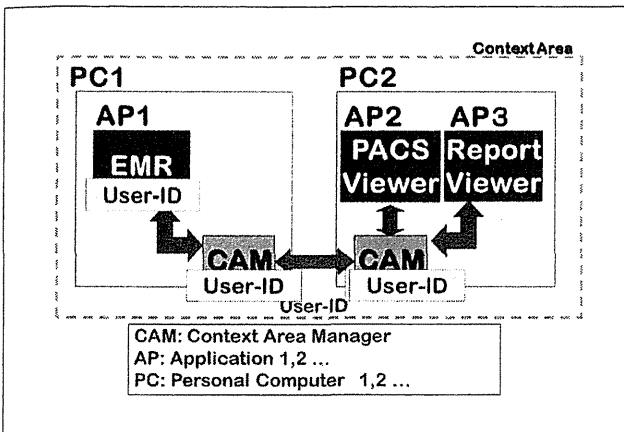 Context Area
PC1
PC2
AP1
AP2
AP3
EMR
User-ID
PACS
Viewer
Report
Viewer
CAM
User-ID
CAM
User-ID
User-ID
CAM: Context Area Manager
AP: Application 1,2 ...
PC: Personal Computer 1,2 ...